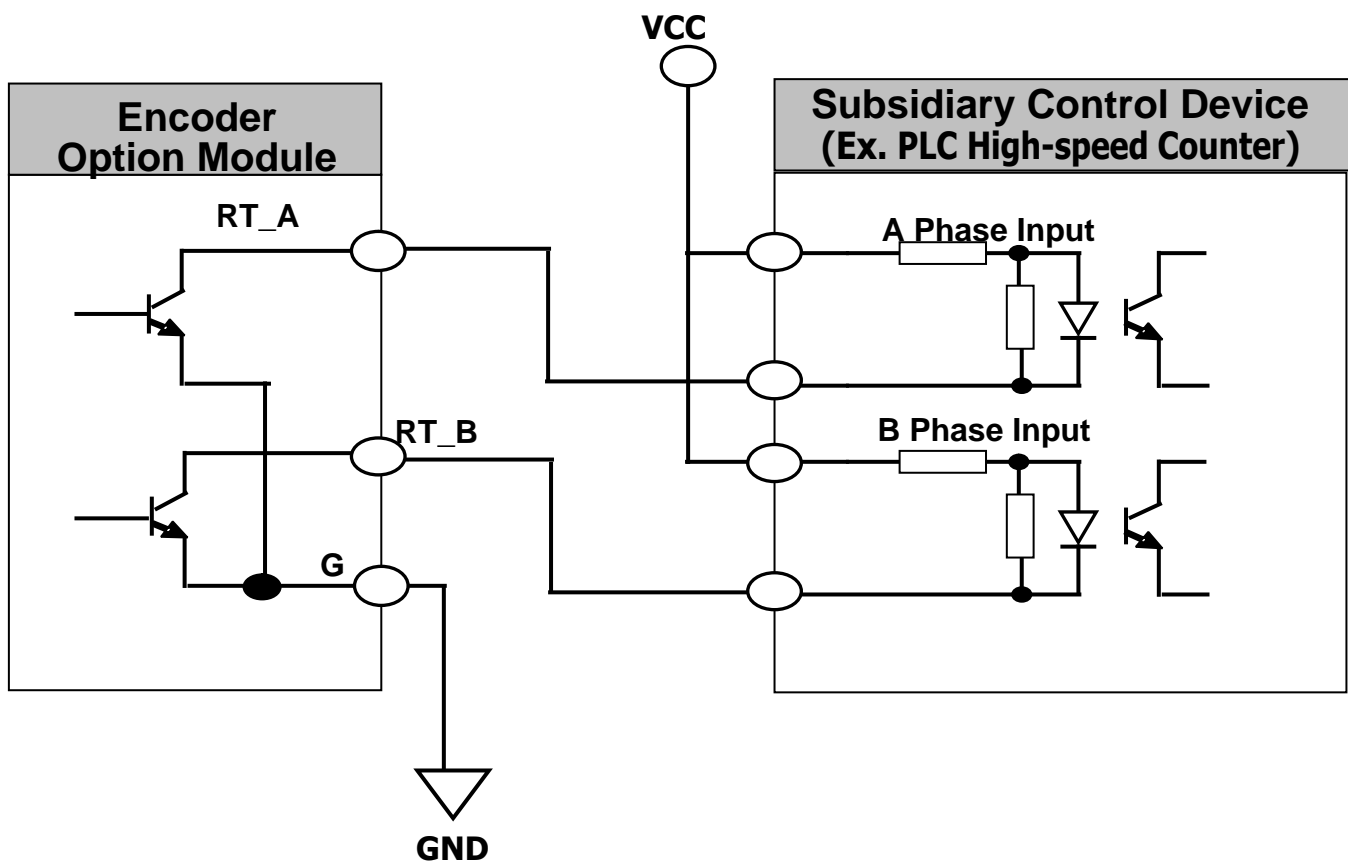 VCC
Encoder
Option Module
Subsidiary Control Device
(Ex. PLC High-speed Counter)
RT_A
A Phase Input
RT_B
B Phase Input
G
GND